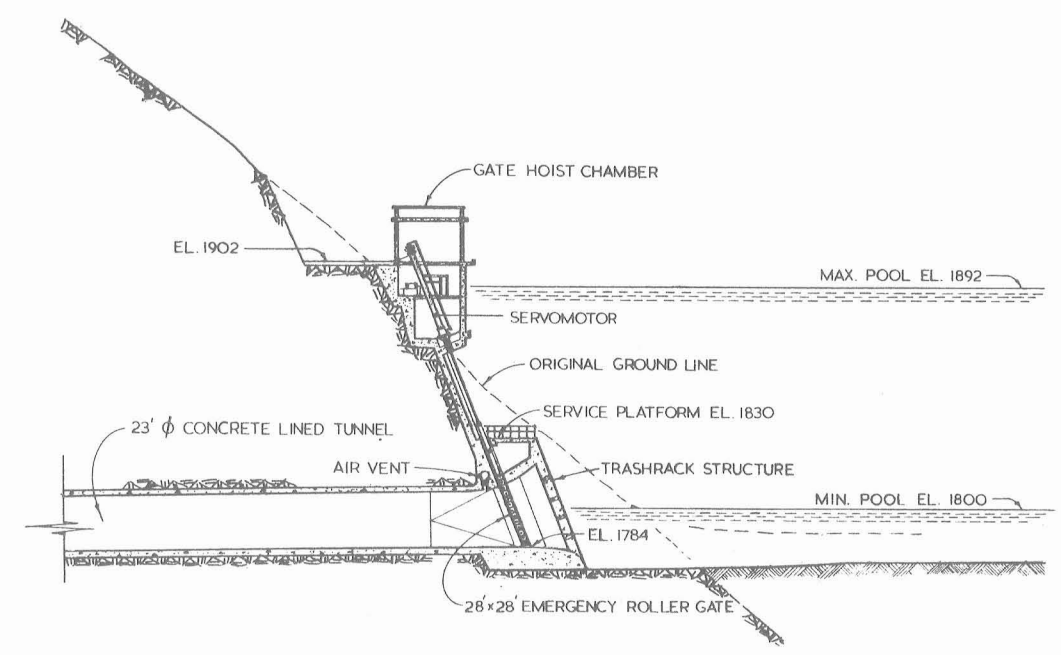 GATE HOIST CHAMBER
EL. 1902
MAX. POOL EL. 1892
SERVOMOTOR
ORIGINAL GROUND LINE
SERVICE PLATFORM EL. 1830
23' ϕ CONCRETE LINED TUNNEL
AIR VENT
TRASHRACK STRUCTURE
MIN. POOL EL. 1800
EL. 1784
28'×28' EMERGENCY ROLLER GATE